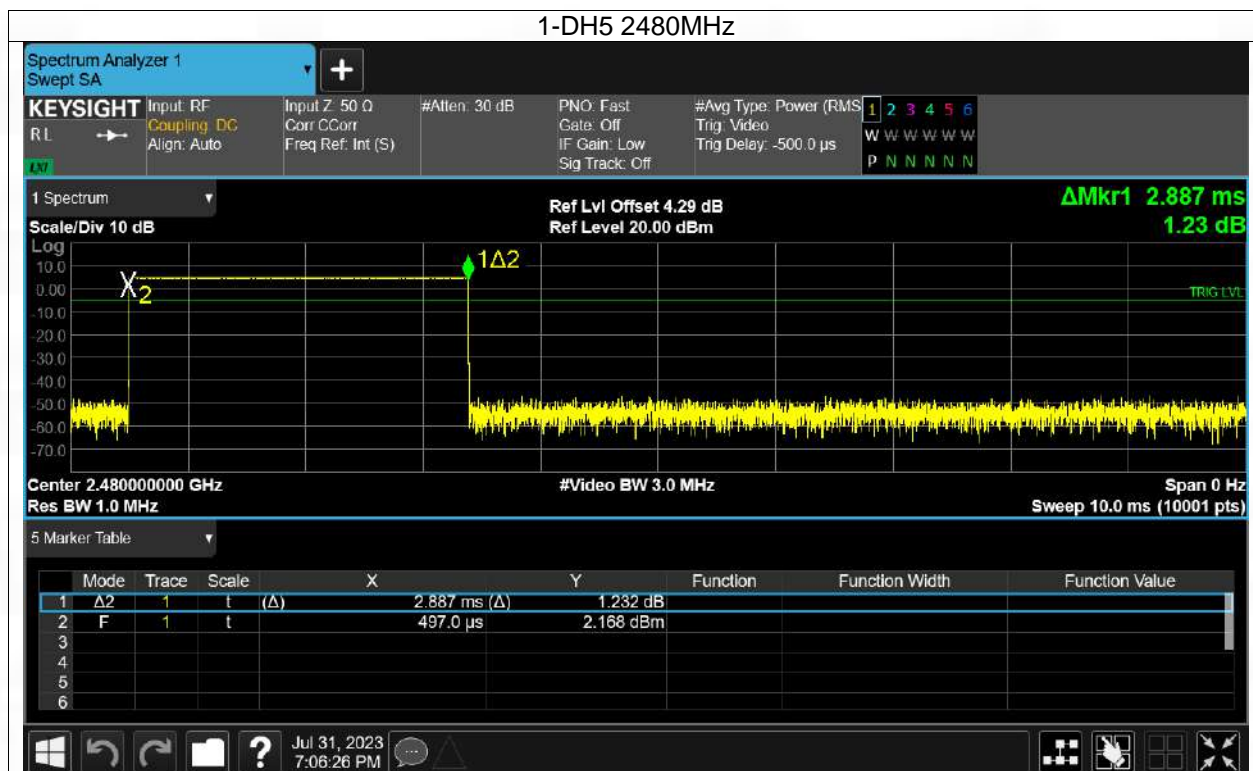 1-DH5 2480MHz
Spectrum Analyzer 1
Swept SA
+
KEYSIGHT Input: RF Input Z: 50 Ω #Atten: 30 dB PNO: Fast #Avg Type: Power (RMS 1 2 3 4 5 6
RL Coupling: DC Corr CCorr Gate: Off Trig: Video W W W W W W
Align: Auto Freq Ref: Int (S) IF Gain: Low Trig Delay: -500.0 µs
LXI Sig Track: Off P N N N N N
1 Spectrum Ref Lvl Offset 4.29 dB ΔMkr1 2.887 ms
Scale/Div 10 dB Ref Level 20.00 dBm 1.23 dB
Log
10.0 1Δ2
0.00 X2 TRIG LVL
-10.0
-20.0
-30.0
-40.0
-50.0
-60.0
-70.0
Center 2.480000000 GHz #Video BW 3.0 MHz Span 0 Hz
Res BW 1.0 MHz Sweep 10.0 ms (10001 pts)
5 Marker Table
Mode Trace Scale X Y Function Function Width Function Value
1 Δ2 1 t (Δ) 2.887 ms (Δ) 1.232 dB
2 F 1 t 497.0 µs 2.168 dBm
3
4
5
6
? Jul 31, 2023
7:06:26 PM